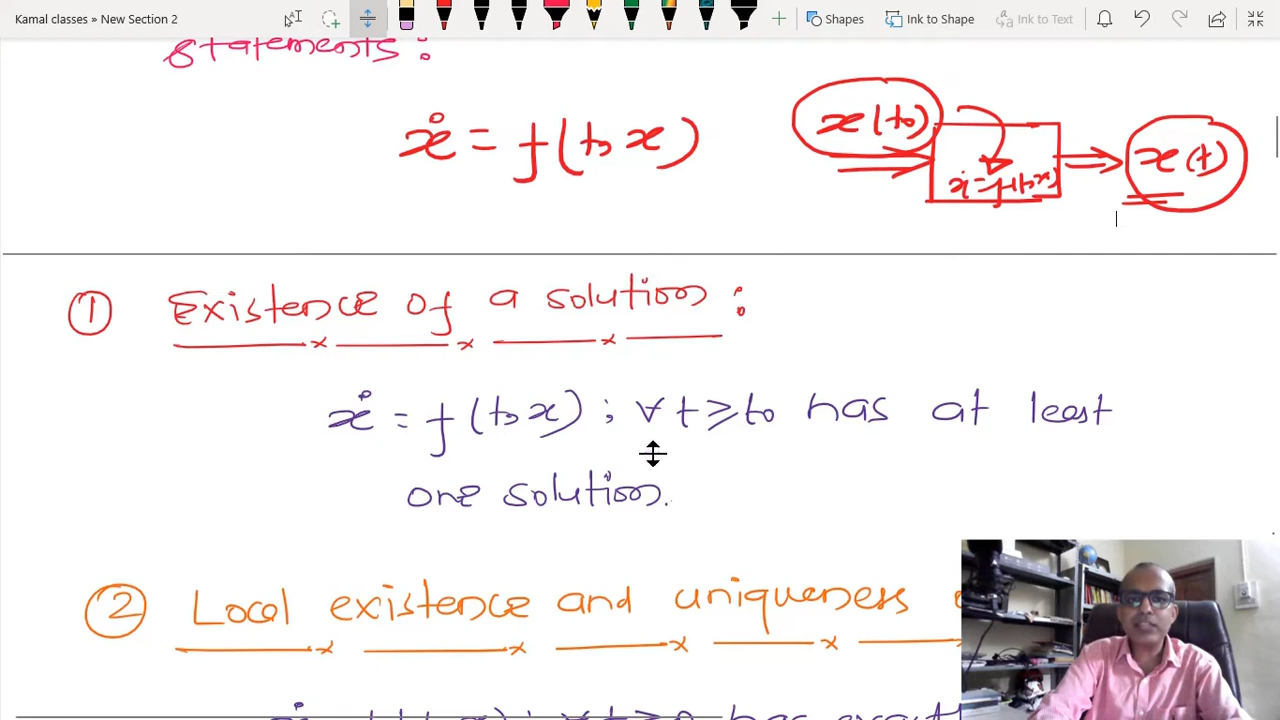 Kamal classes » New Section 2
Shapes
Ink to Shape
Ink to Text
statements:
ẋ = f(t, x)
x(t0)
ẋ=f(t,x)
x(t)
① Existence of a solution:
ẋ = f(t, x); ∀ t ≥ t0 has at least
one solution.
② Local existence and uniqueness